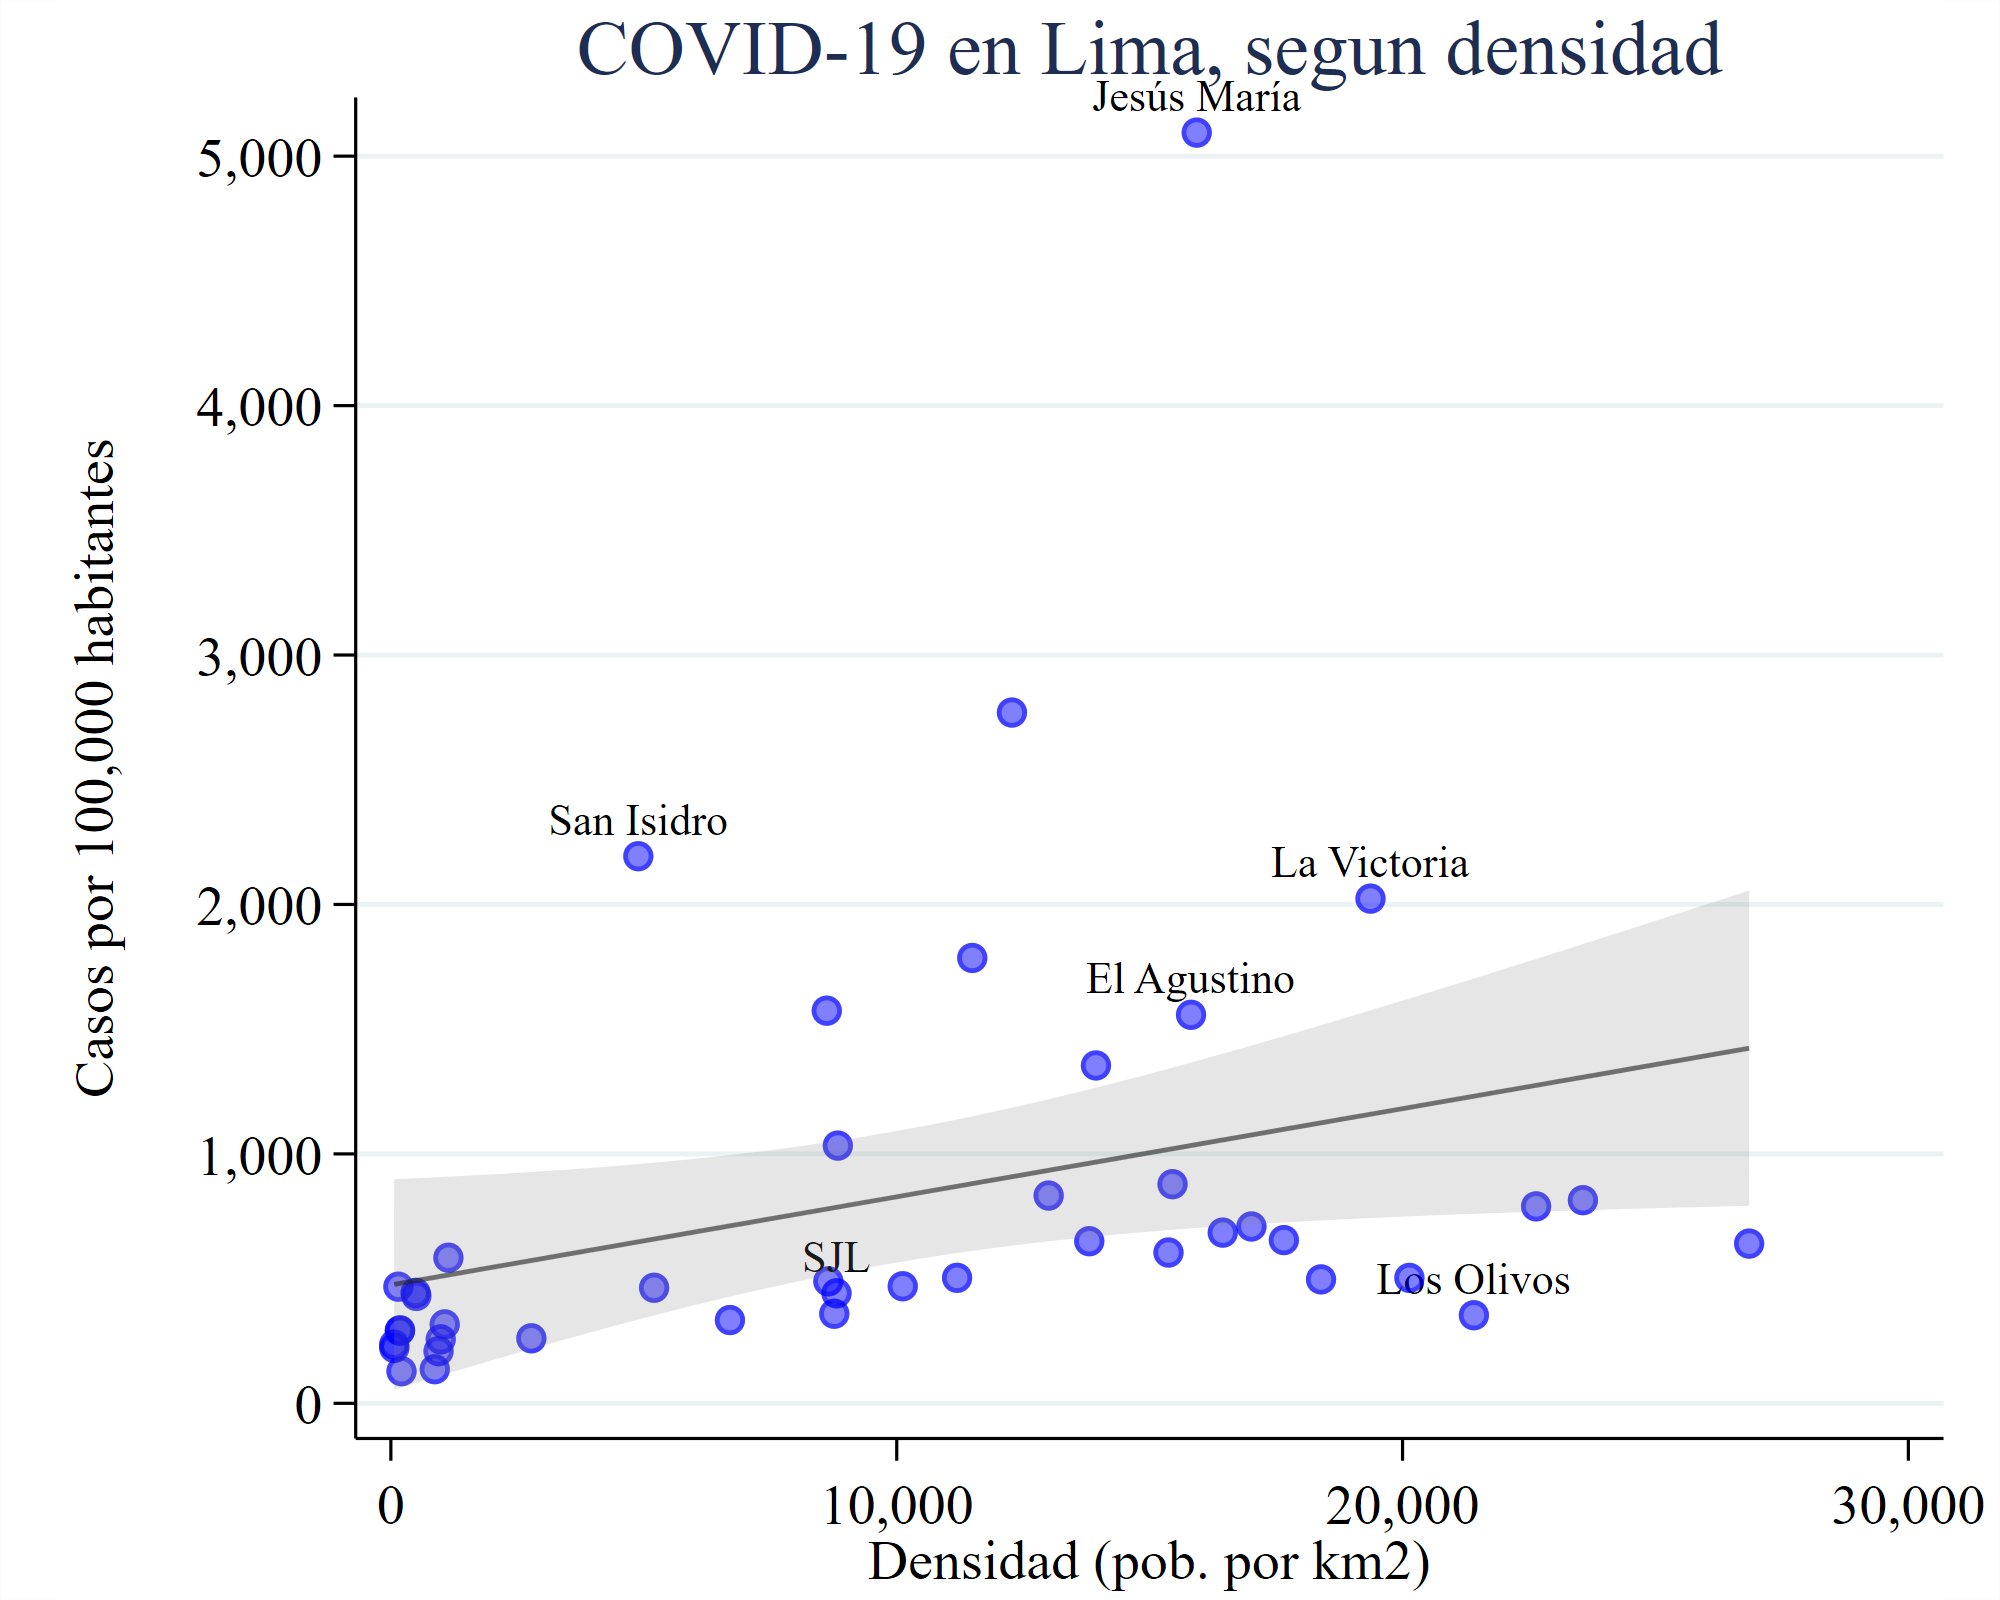 COVID-19 en Lima, segun densidad
Jesús María
5,000
4,000
3,000
San Isidro
La Victoria
2,000
El Agustino
1,000
SJL
Los Olivos
0
Casos por 100,000 habitantes
0 10,000 20,000 30,000
Densidad (pob. por km2)